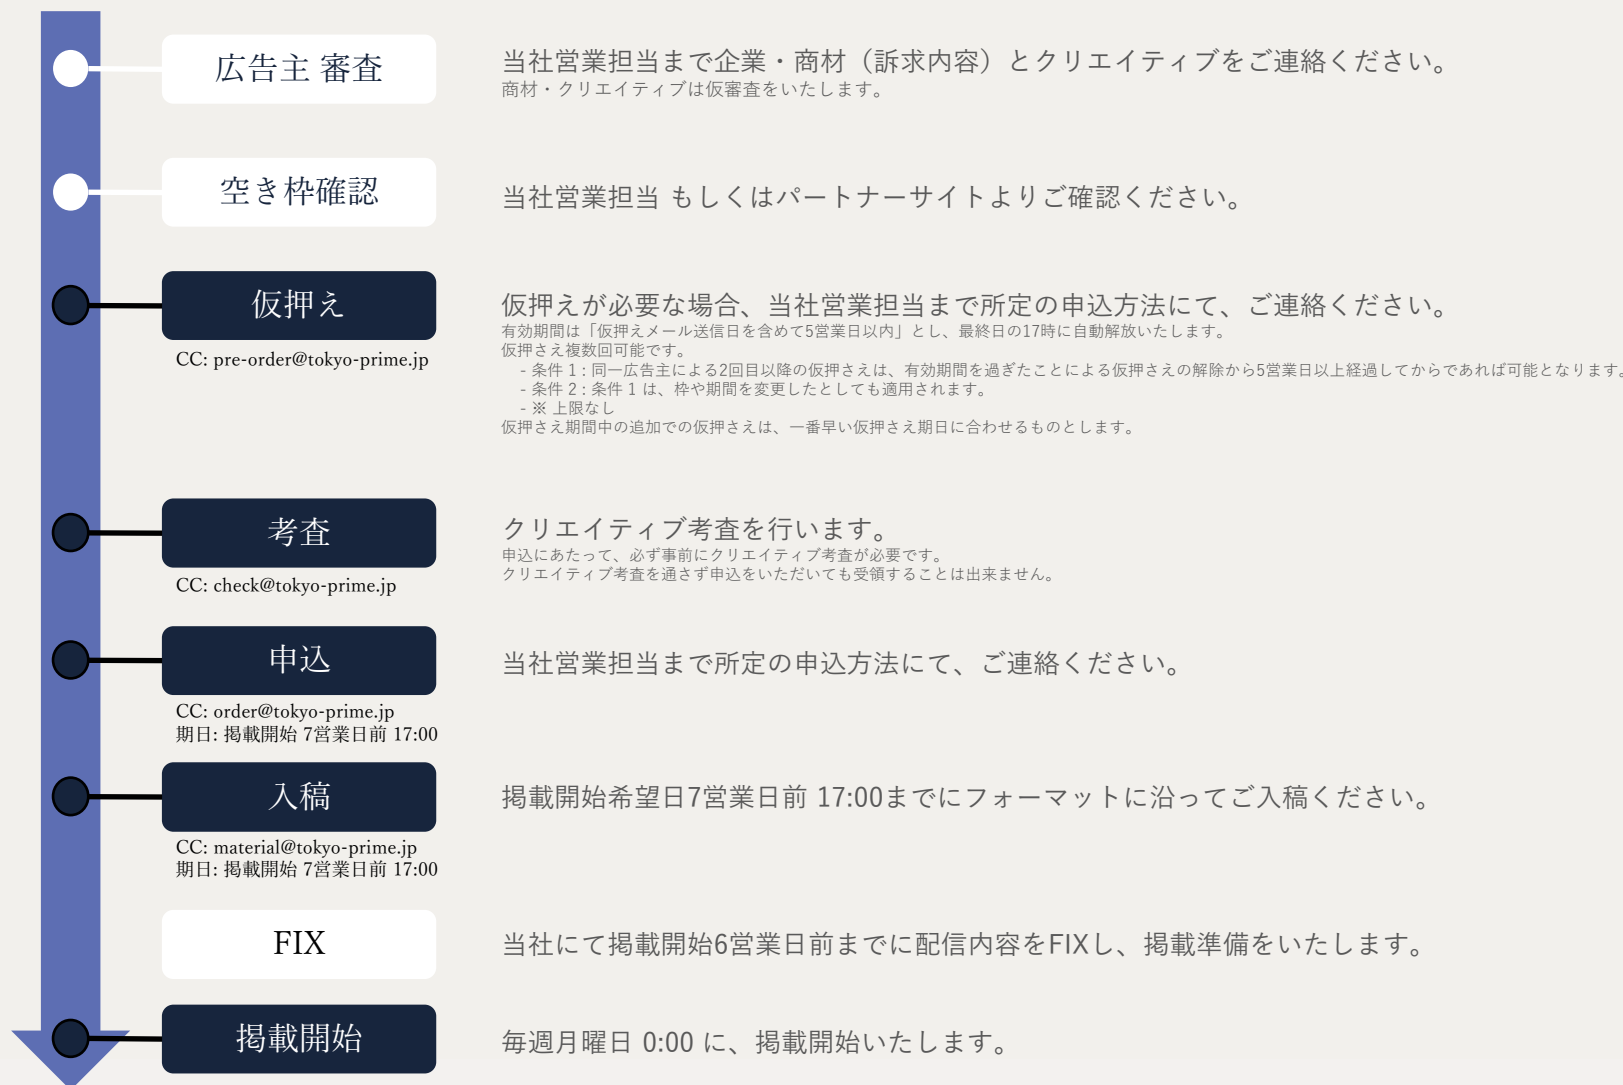 広告主 審査
当社営業担当まで企業・商材（訴求内容）とクリエイティブをご連絡ください。
商材・クリエイティブは仮審査をいたします。
空き枠確認
当社営業担当 もしくはパートナーサイトよりご確認ください。
仮押え
CC: pre-order@tokyo-prime.jp
仮押えが必要な場合、当社営業担当まで所定の申込方法にて、ご連絡ください。
有効期間は「仮押えメール送信日を含めて5営業日以内」とし、最終日の17時に自動解放いたします。
仮押さえ複数回可能です。
- 条件 1 : 同一広告主による2回目以降の仮押さえは、有効期間を過ぎたことによる仮押さえの解除から5営業日以上経過してからであれば可能となります。
- 条件 2 : 条件 1 は、枠や期間を変更したとしても適用されます。
- ※ 上限なし
仮押さえ期間中の追加での仮押さえは、一番早い仮押さえ期日に合わせるものとします。
考査
CC: check@tokyo-prime.jp
クリエイティブ考査を行います。
申込にあたって、必ず事前にクリエイティブ考査が必要です。
クリエイティブ考査を通さず申込をいただいても受領することは出来ません。
申込
CC: order@tokyo-prime.jp
期日: 掲載開始 7営業日前 17:00
当社営業担当まで所定の申込方法にて、ご連絡ください。
入稿
CC: material@tokyo-prime.jp
期日: 掲載開始 7営業日前 17:00
掲載開始希望日7営業日前 17:00までにフォーマットに沿ってご入稿ください。
FIX
当社にて掲載開始6営業日前までに配信内容をFIXし、掲載準備をいたします。
掲載開始
毎週月曜日 0:00 に、掲載開始いたします。